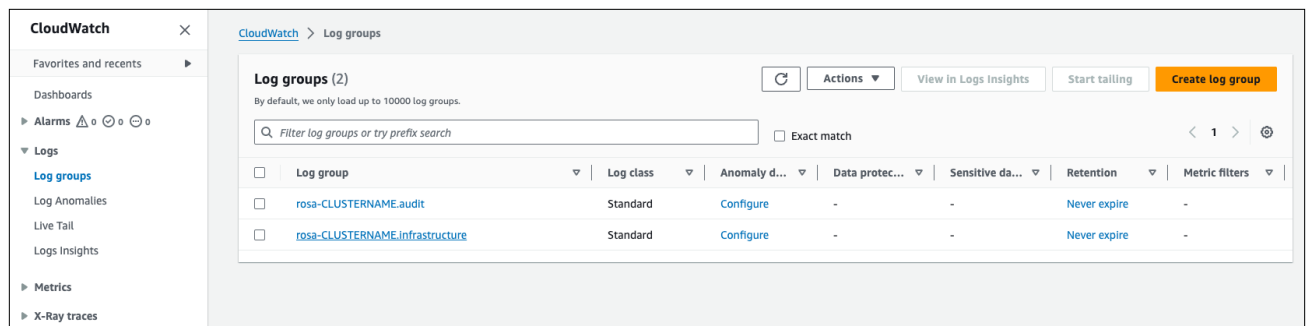 CloudWatch
Favorites and recents
Dashboards
Alarms 0 0 0
Logs
Log groups
Log Anomalies
Live Tail
Logs Insights
Metrics
X-Ray traces
CloudWatch > Log groups
Log groups (2)
By default, we only load up to 10000 log groups.
Actions
View in Logs Insights
Start tailing
Create log group
Filter log groups or try prefix search
Exact match
1
Log group Log class Anomaly d... Data protec... Sensitive da... Retention Metric filters
rosa-CLUSTERNAME.audit Standard Configure - - Never expire -
rosa-CLUSTERNAME.infrastructure Standard Configure - - Never expire -